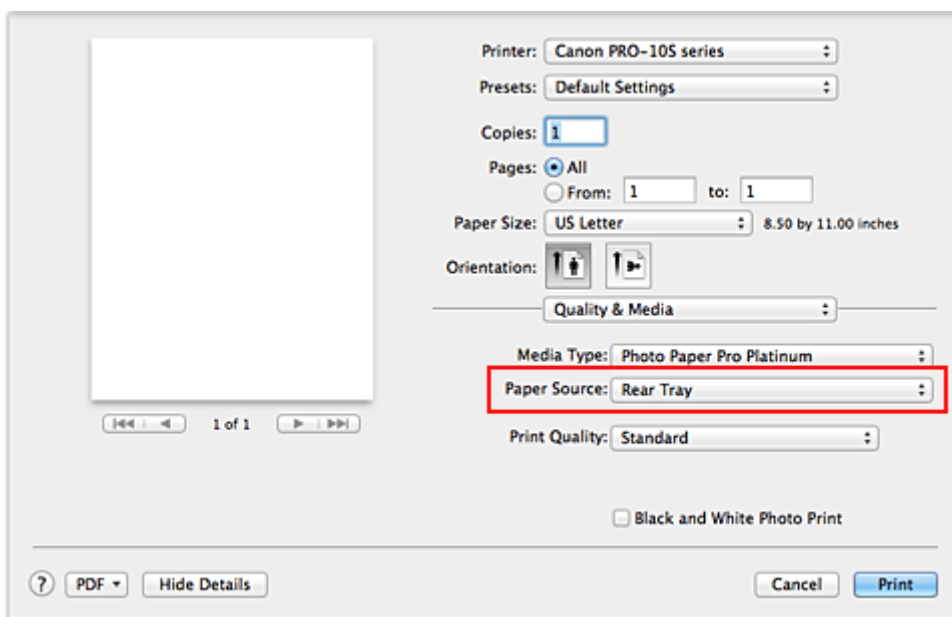 Printer: Canon PRO-10S series
Presets: Default Settings
Copies: 1
Pages: All
From: 1 to: 1
Paper Size: US Letter 8.50 by 11.00 inches
Orientation:
Quality & Media
Media Type: Photo Paper Pro Platinum
Paper Source: Rear Tray
1 of 1
Print Quality: Standard
Black and White Photo Print
? PDF Hide Details Cancel Print